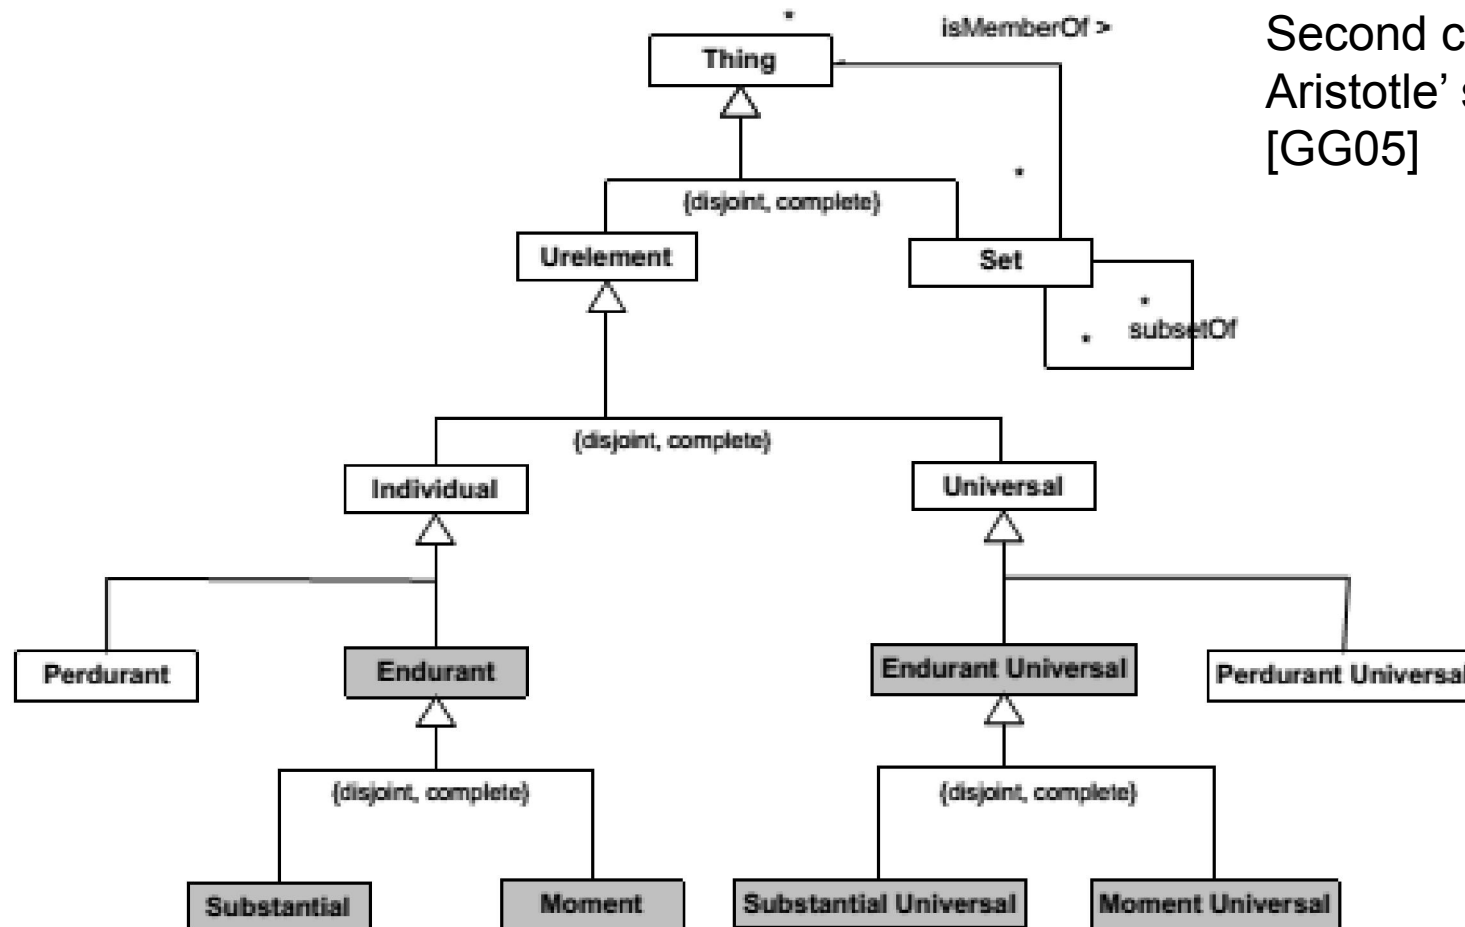 *
isMemberOf >
Second c
Aristotle’ s
[GG05]
Thing
*
{disjoint, complete}
Urelement
Set
*
subsetOf
*
{disjoint, complete}
Individual
Universal
Perdurant
Endurant
Endurant Universal
Perdurant Universal
{disjoint, complete}
{disjoint, complete}
Substantial
Moment
Substantial Universal
Moment Universal